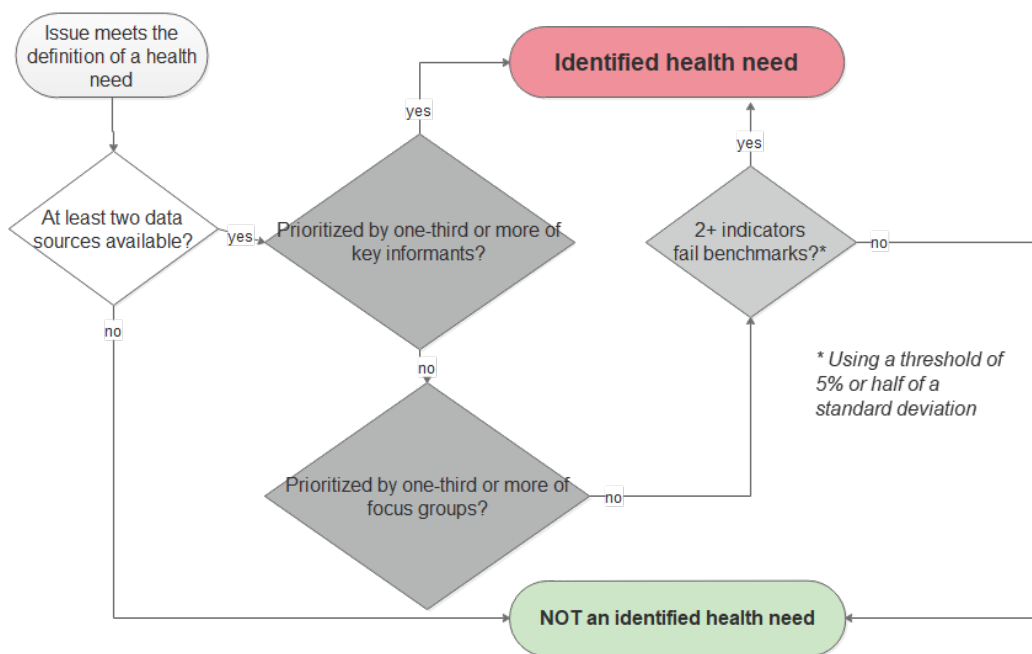 Issue meets the
definition of a health
need
Identified health need
yes
yes
At least two data
sources available?
yes
Prioritized by one-third or more of
key informants?
2+ indicators
fail benchmarks?*
no
no
no
* Using a threshold of
5% or half of a
standard deviation
Prioritized by one-third or more of
focus groups?
no
NOT an identified health need